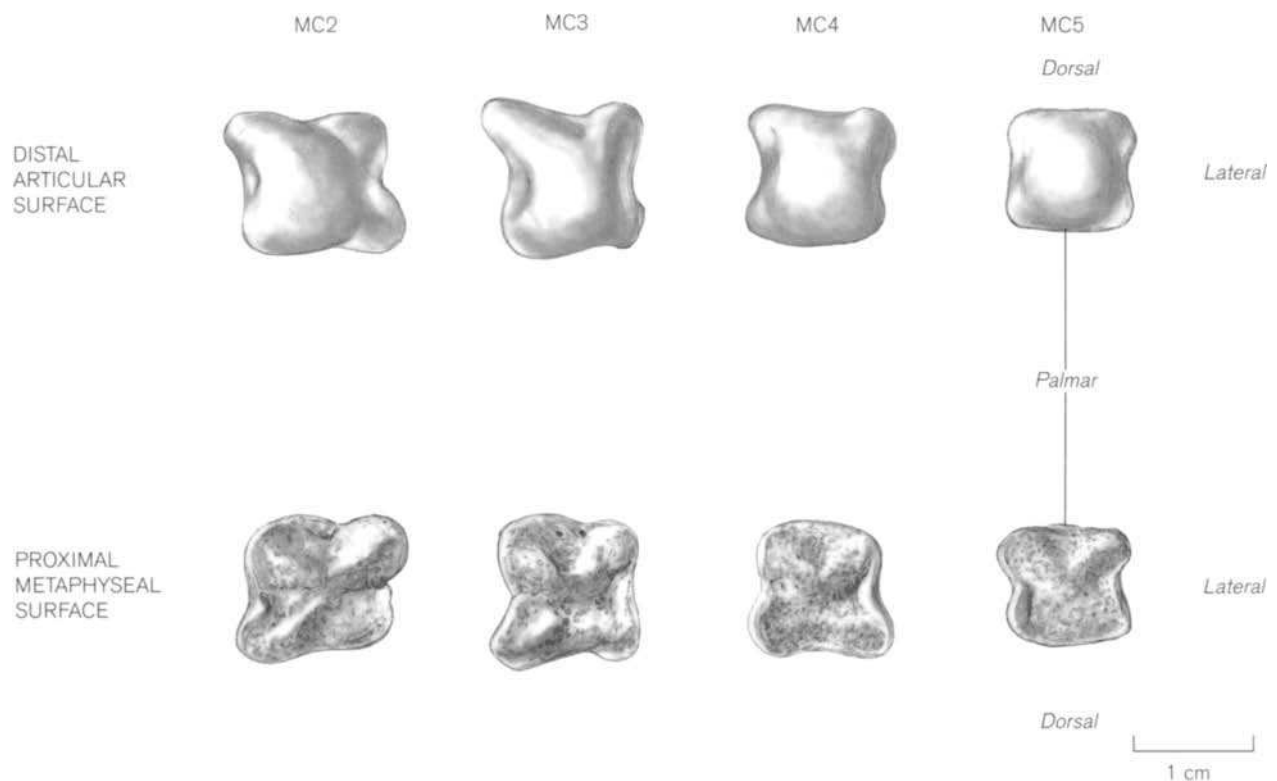 MC2 MC3 MC4 MC5
Dorsal
DISTAL
ARTICULAR
SURFACE
Lateral
Palmar
PROXIMAL
METAPHYSEAL
SURFACE
Lateral
Dorsal
1 cm